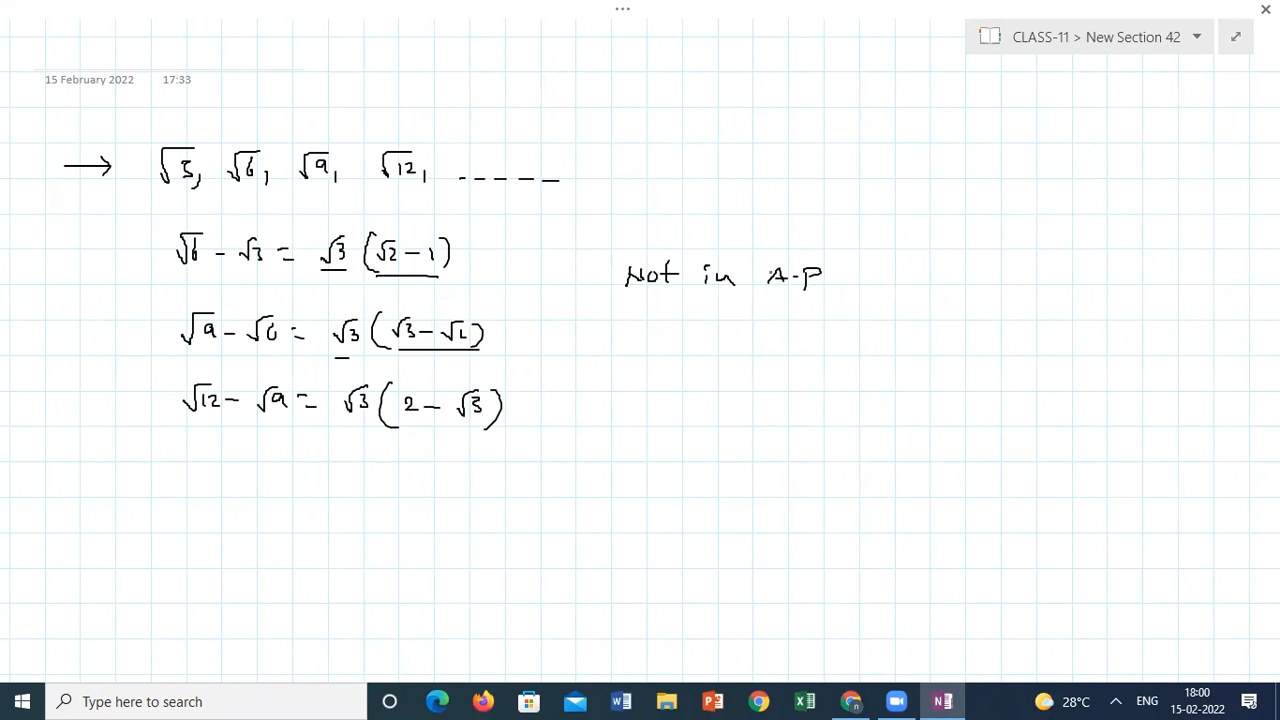 CLASS-11 > New Section 42
15 February 2022 17:33
→ √3, √6, √9, √12, -----
√6 - √3 = √3 (√2 - 1)
Not in A-P
√9 - √6 = √3 (√3 - √2)
√12 - √9 = √3 (2 - √3)
Type here to search
28°C
ENG
18:00
15-02-2022